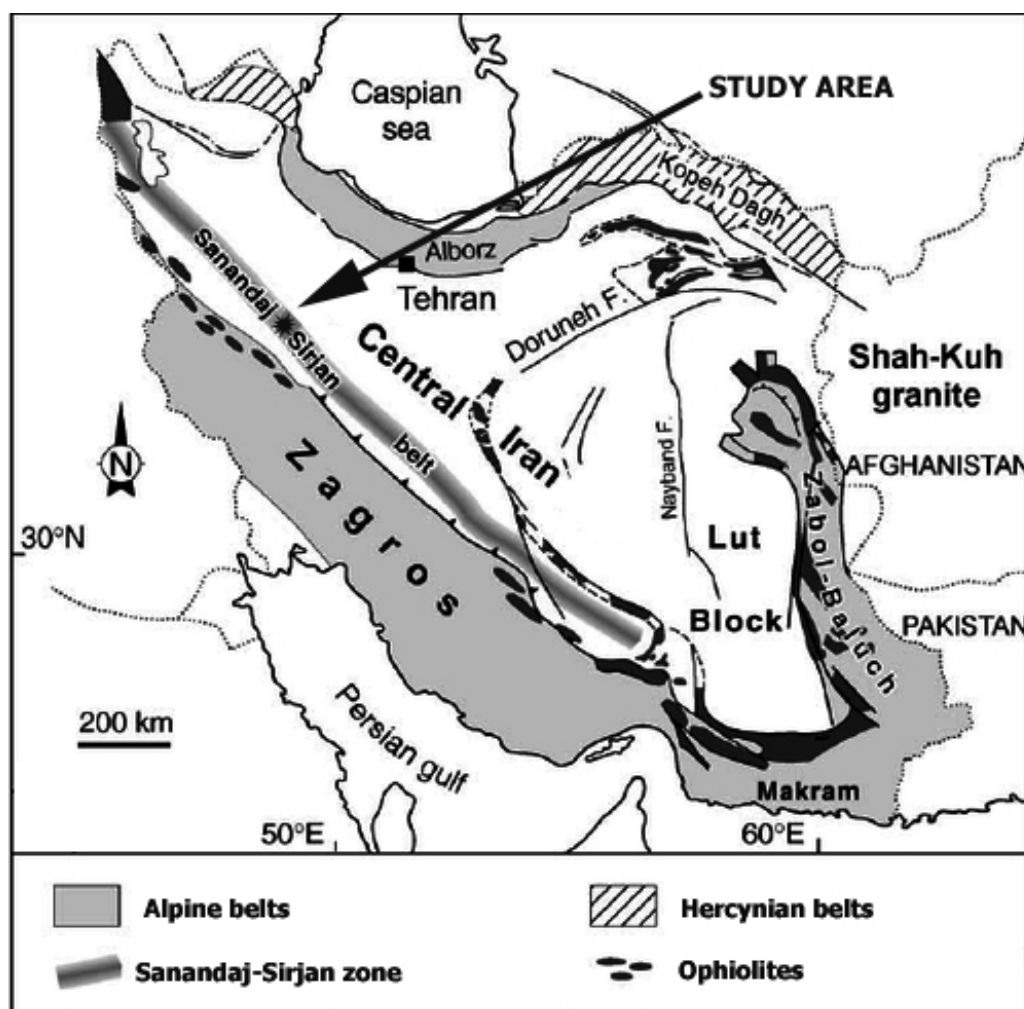 Caspian
sea
STUDY AREA
Kopeh Dagh
Alborz
Tehran
Sanandaj
Sirjan
belt
Doruneh F.
Central
Iran
Shah-Kuh
granite
Nayband F.
AFGHANISTAN
Zabol-Baluch
Zagros
N
30°N
Lut
Block
PAKISTAN
200 km
Persian gulf
Makram
50°E
60°E
Alpine belts
Hercynian belts
Sanandaj-Sirjan zone
Ophiolites